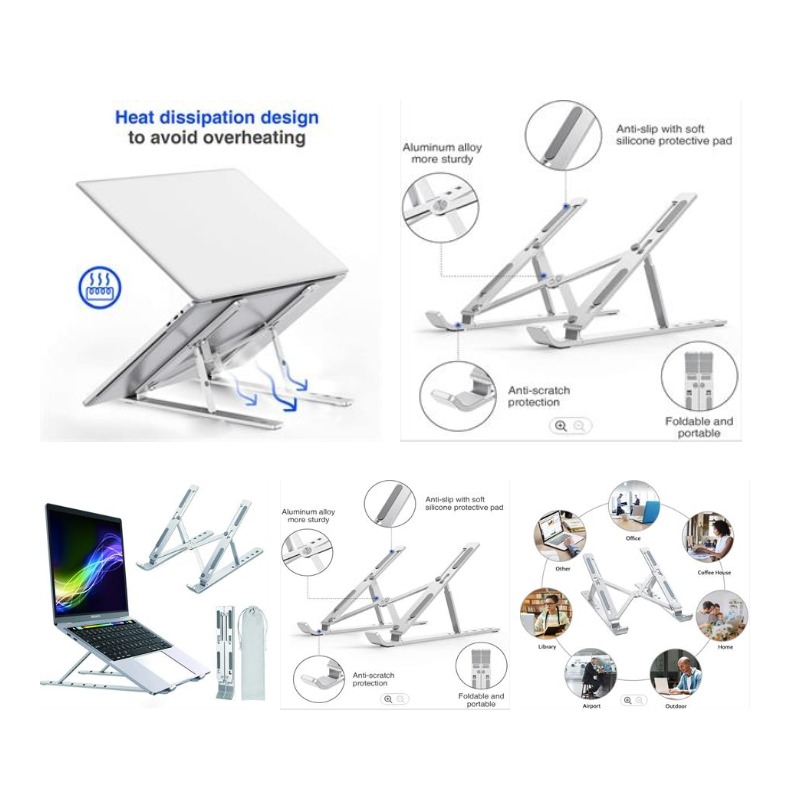 Heat dissipation design
to avoid overheating
Aluminum alloy
more sturdy
Anti-slip with soft
silicone protective pad
Anti-scratch
protection
Foldable and
portable
Aluminum alloy
more sturdy
Anti-slip with soft
silicone protective pad
Anti-scratch
protection
Foldable and
portable
Office
Other
Coffee House
Library
Home
Airport
Outdoor